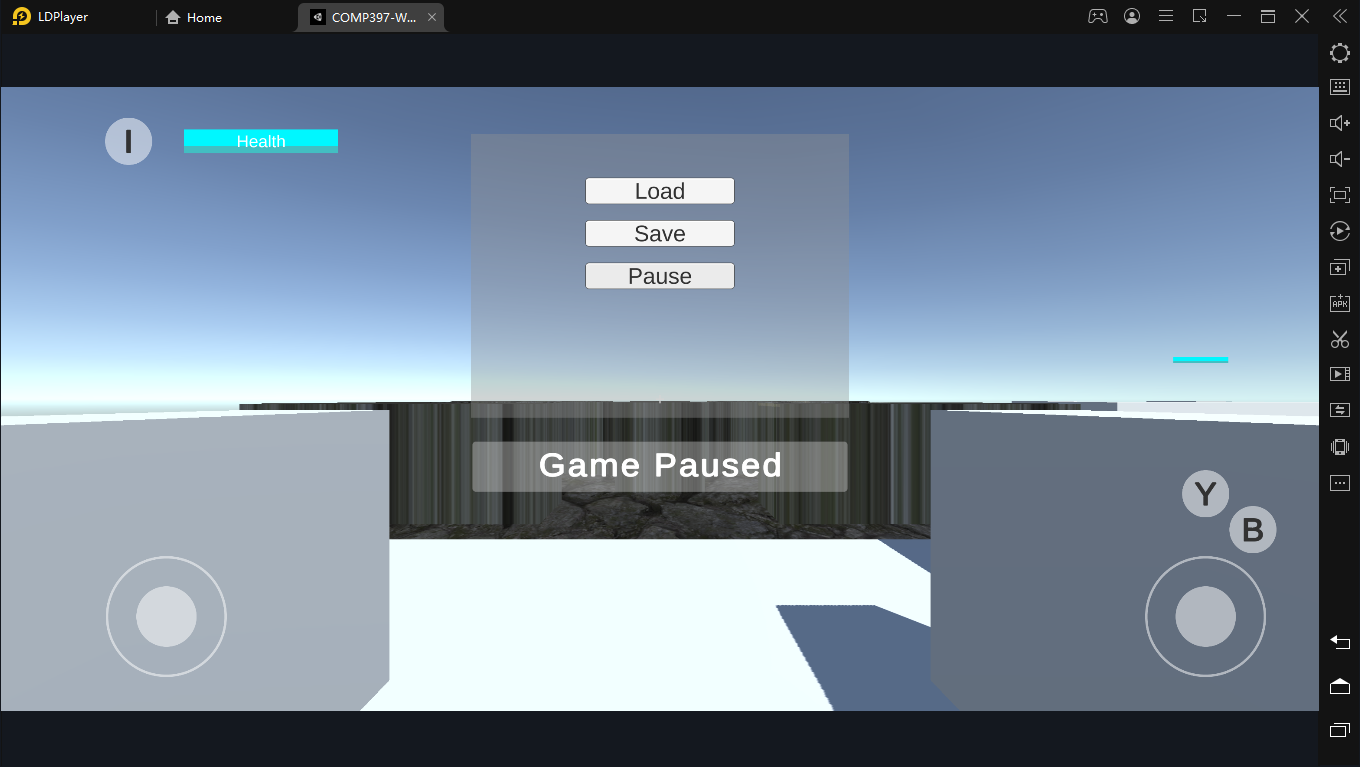 LDPlayer
Home
COMP397-W...
I
Health
Load
Save
Pause
Game Paused
Y
B
APK